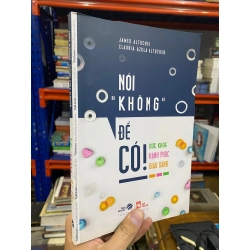 JAMES ALTUCHER
CLAUDIA AZULA ALTUCHER
NÓI
"KHÔNG"
ĐỂ
CÓ!
SỨC KHỎE
HẠNH PHÚC
GIÀU SANG